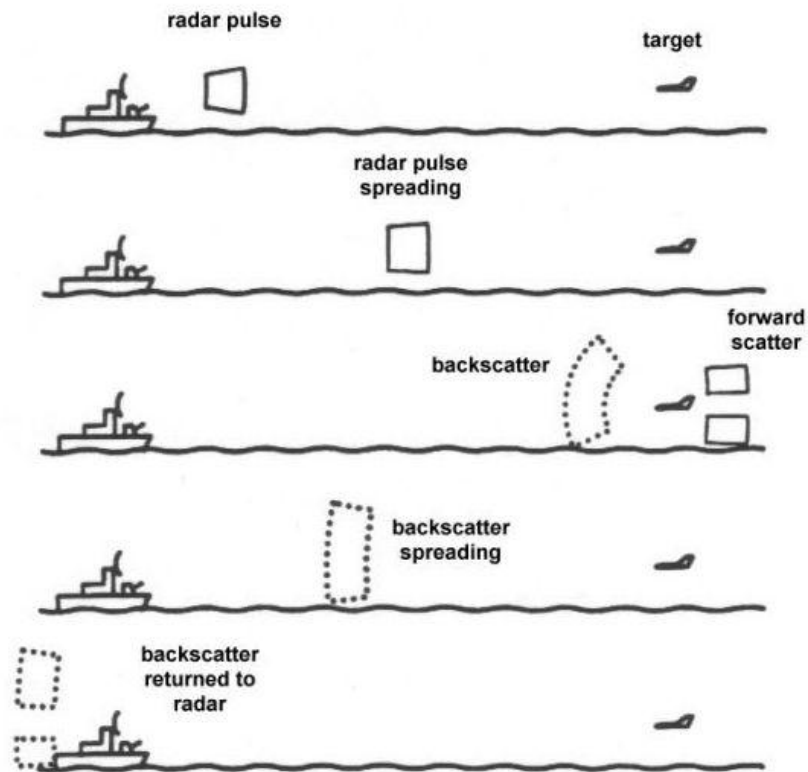 radar pulse
target
radar pulse
spreading
forward
scatter
backscatter
backscatter
spreading
backscatter
returned to
radar